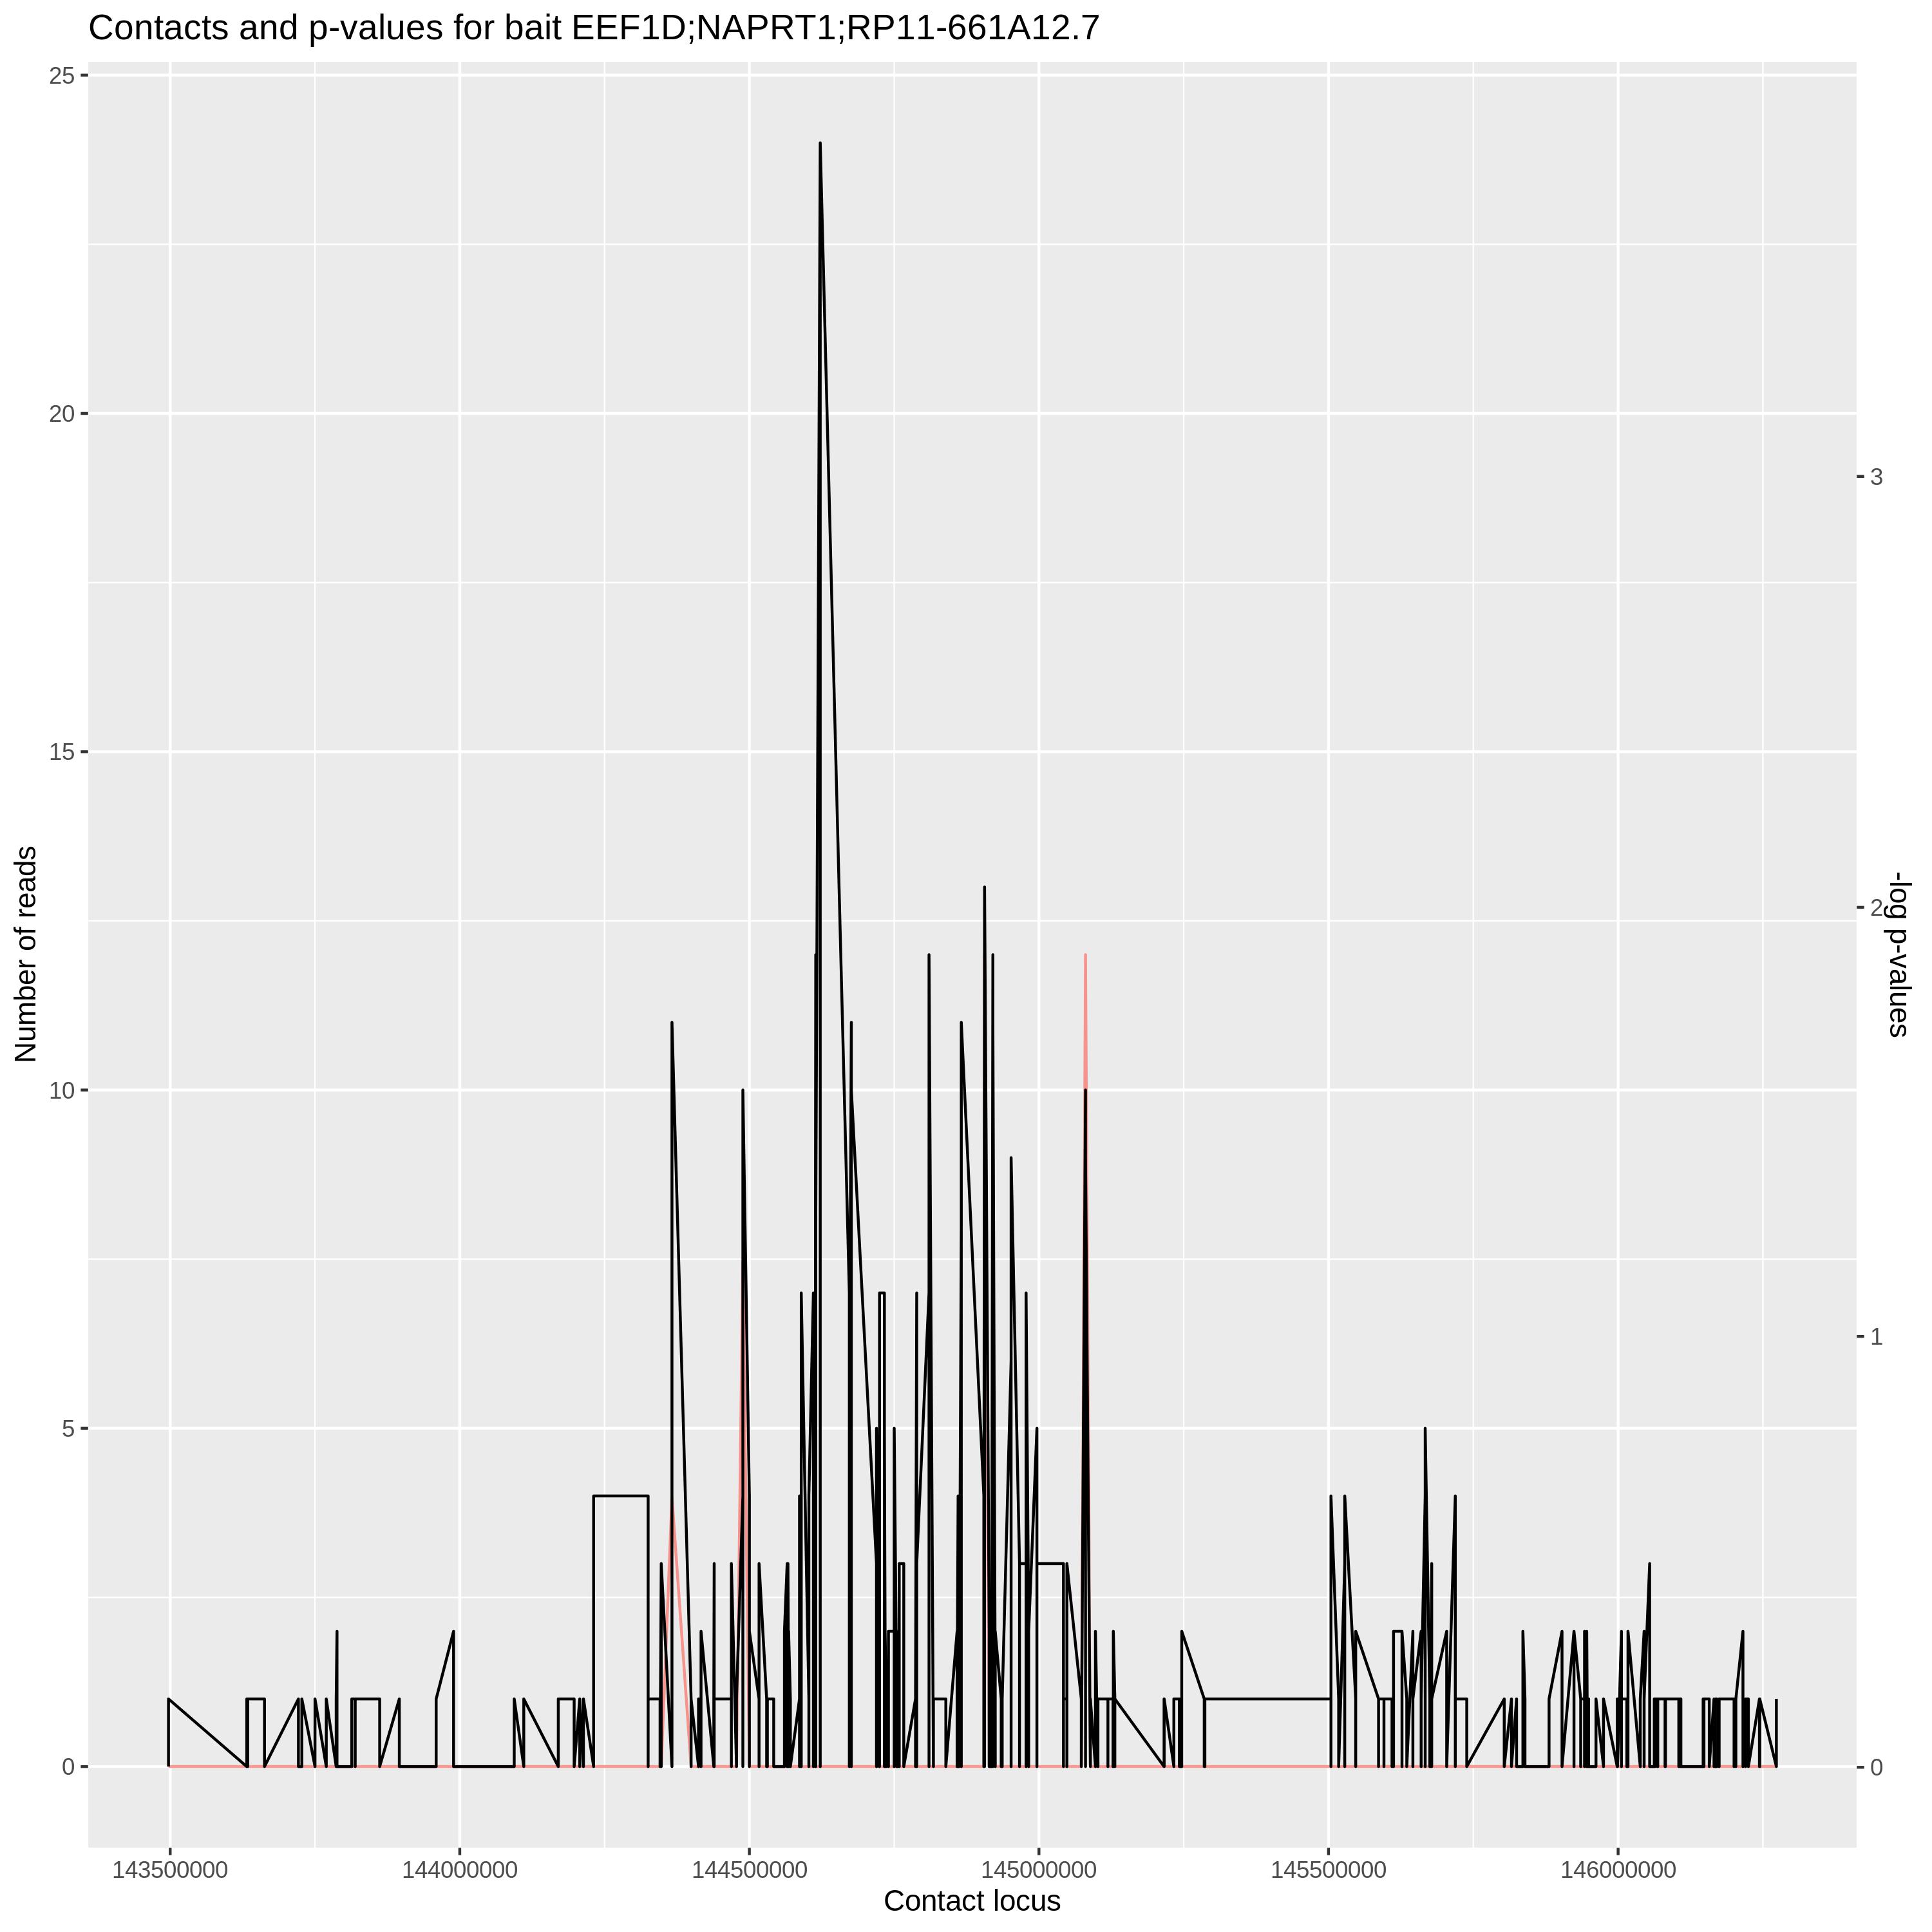 Contacts and p-values for bait EEF1D;NAPRT1;RP11-661A12.7
25
20
15
10
5
0
Number of reads
3
2
1
0
-log p-values
143500000 144000000 144500000 145000000 145500000 146000000
Contact locus